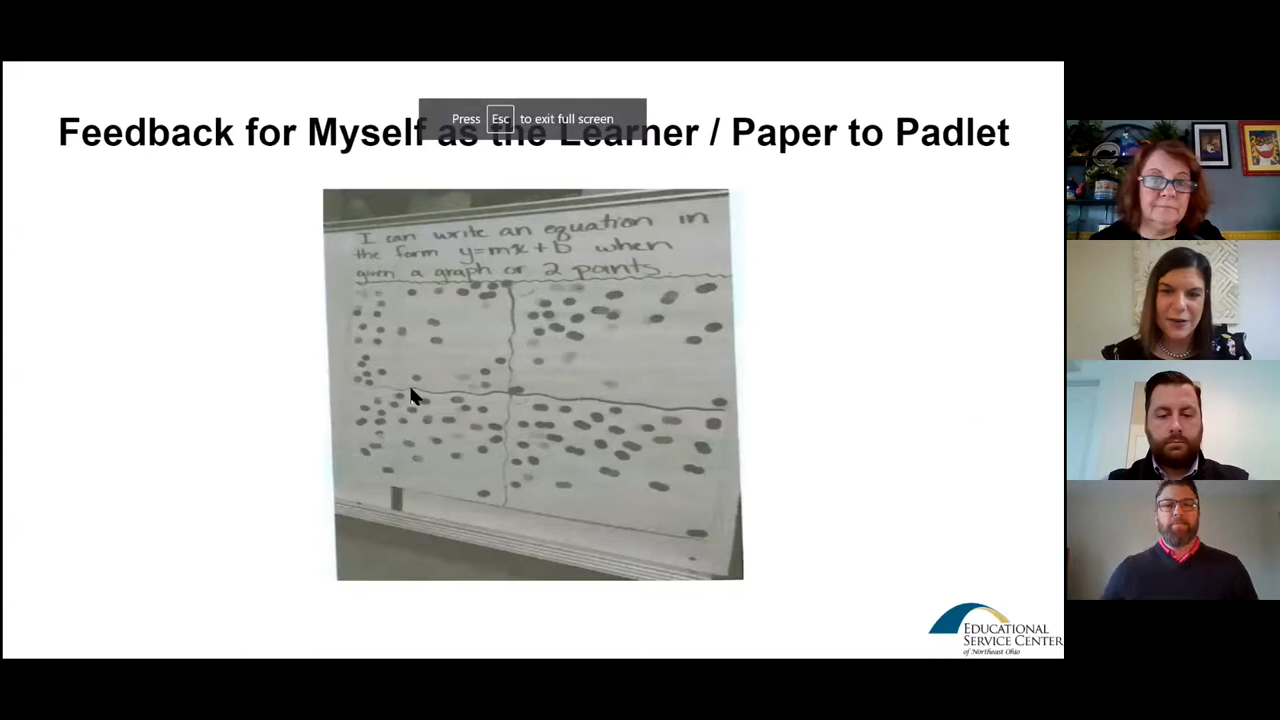 Press Esc to exit full screen
Feedback for Myself as the Learner / Paper to Padlet
I can write an equation in
the form y=mx+b when
given a graph or 2 points.
EDUCATIONAL
SERVICE CENTER
of Northeast Ohio